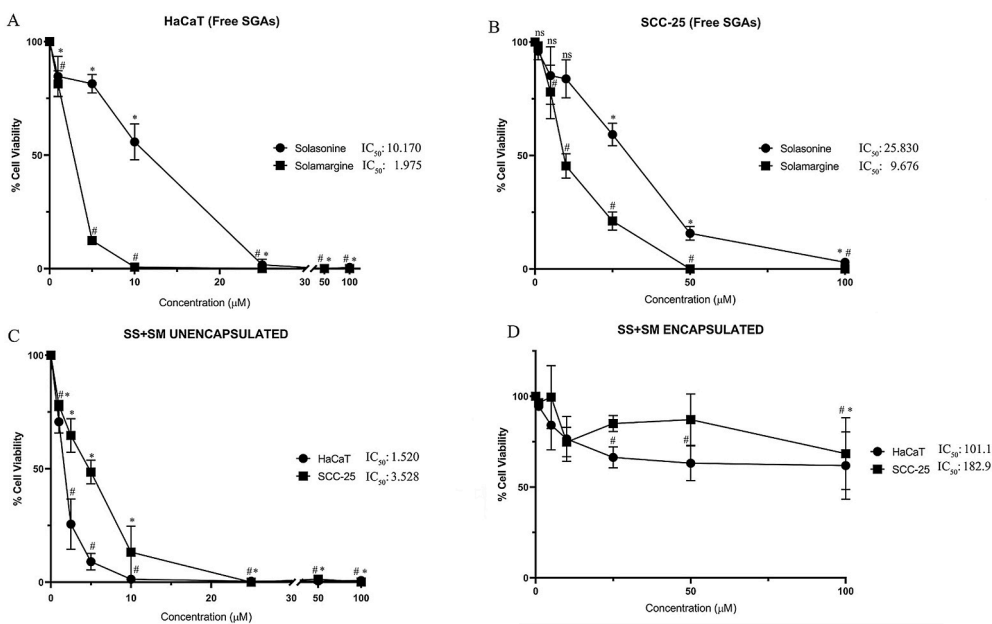 A
HaCaT (Free SGAs)
% Cell Viability
100
50
0
* # * * # # # * # * # *
Solasonine IC50: 10.170
Solamargine IC50: 1.975
0 10 20 30 50 100
Concentration (μM)
B
SCC-25 (Free SGAs)
% Cell Viability
100
50
0
ns ns ns # # * # * # * #
Solasonine IC50: 25.830
Solamargine IC50: 9.676
0 50 100
Concentration (μM)
C
SS+SM UNENCAPSULATED
% Cell Viability
100
50
0
# * * # * # * # # * # * # *
HaCaT IC50: 1.520
SCC-25 IC50: 3.528
0 10 20 30 50 100
Concentration (μM)
D
SS+SM ENCAPSULATED
% Cell Viability
100
50
0
# # # *
HaCaT IC50: 101.1
SCC-25 IC50: 182.9
0 50 100
Concentration (μM)